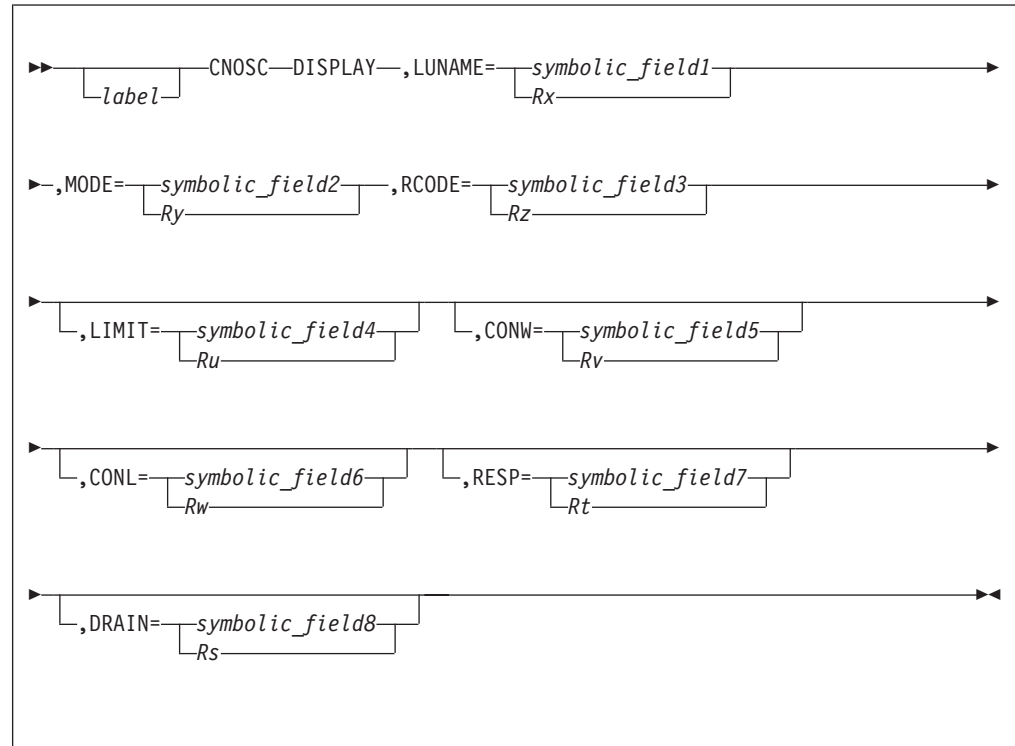 CNOSC DISPLAY ,LUNAME= symbolic_field1
label Rx
,MODE= symbolic_field2 ,RCODE= symbolic_field3
Ry Rz
,LIMIT= symbolic_field4 ,CONW= symbolic_field5
Ru Rv
,CONL= symbolic_field6 ,RESP= symbolic_field7
Rw Rt
,DRAIN= symbolic_field8
Rs